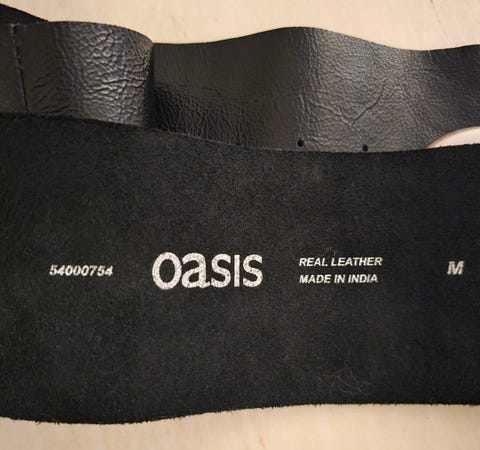 54000754
oasis
REAL LEATHER
MADE IN INDIA
M